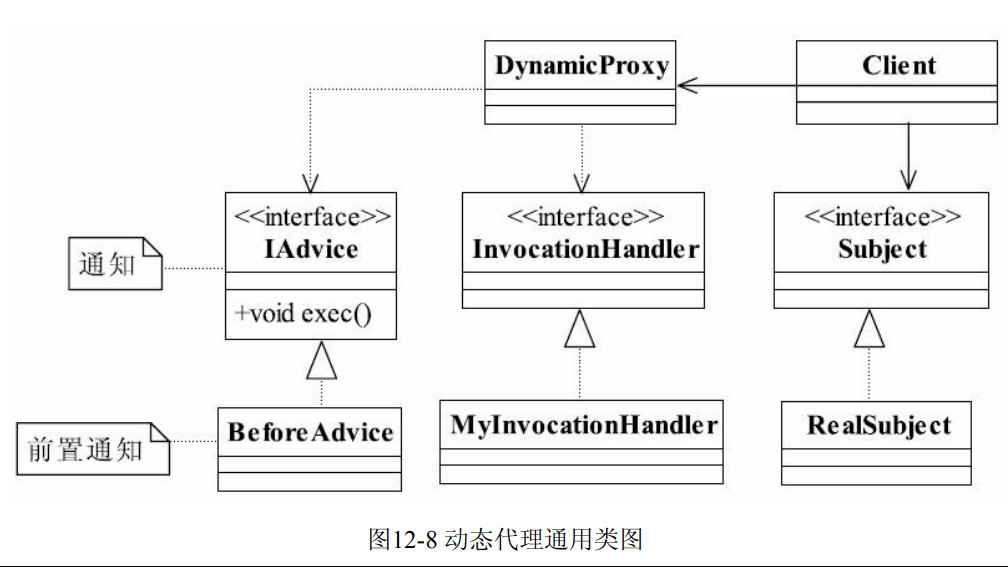 DynamicProxy
Client
<<interface>>
IAdvice
+void exec()
<<interface>>
InvocationHandler
<<interface>>
Subject
通知
BeforeAdvice
MyInvocationHandler
RealSubject
前置通知
图12-8 动态代理通用类图